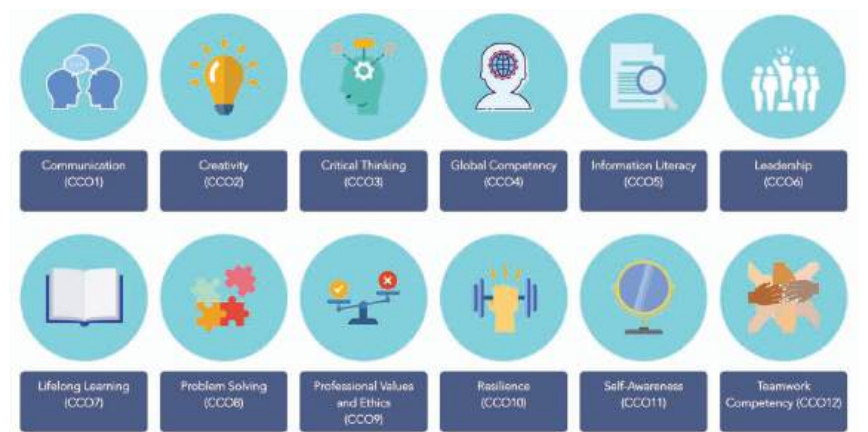 Communication
(CCO1)
Creativity
(CCO2)
Critical Thinking
(CCO3)
Global Competency
(CCO4)
Information Literacy
(CCO5)
Leadership
(CCO6)
Lifelong Learning
(CCO7)
Problem Solving
(CCO8)
Professional Values
and Ethics
(CCO9)
Resilience
(CCO10)
Self-Awareness
(CCO11)
Teamwork
Competency (CCO12)